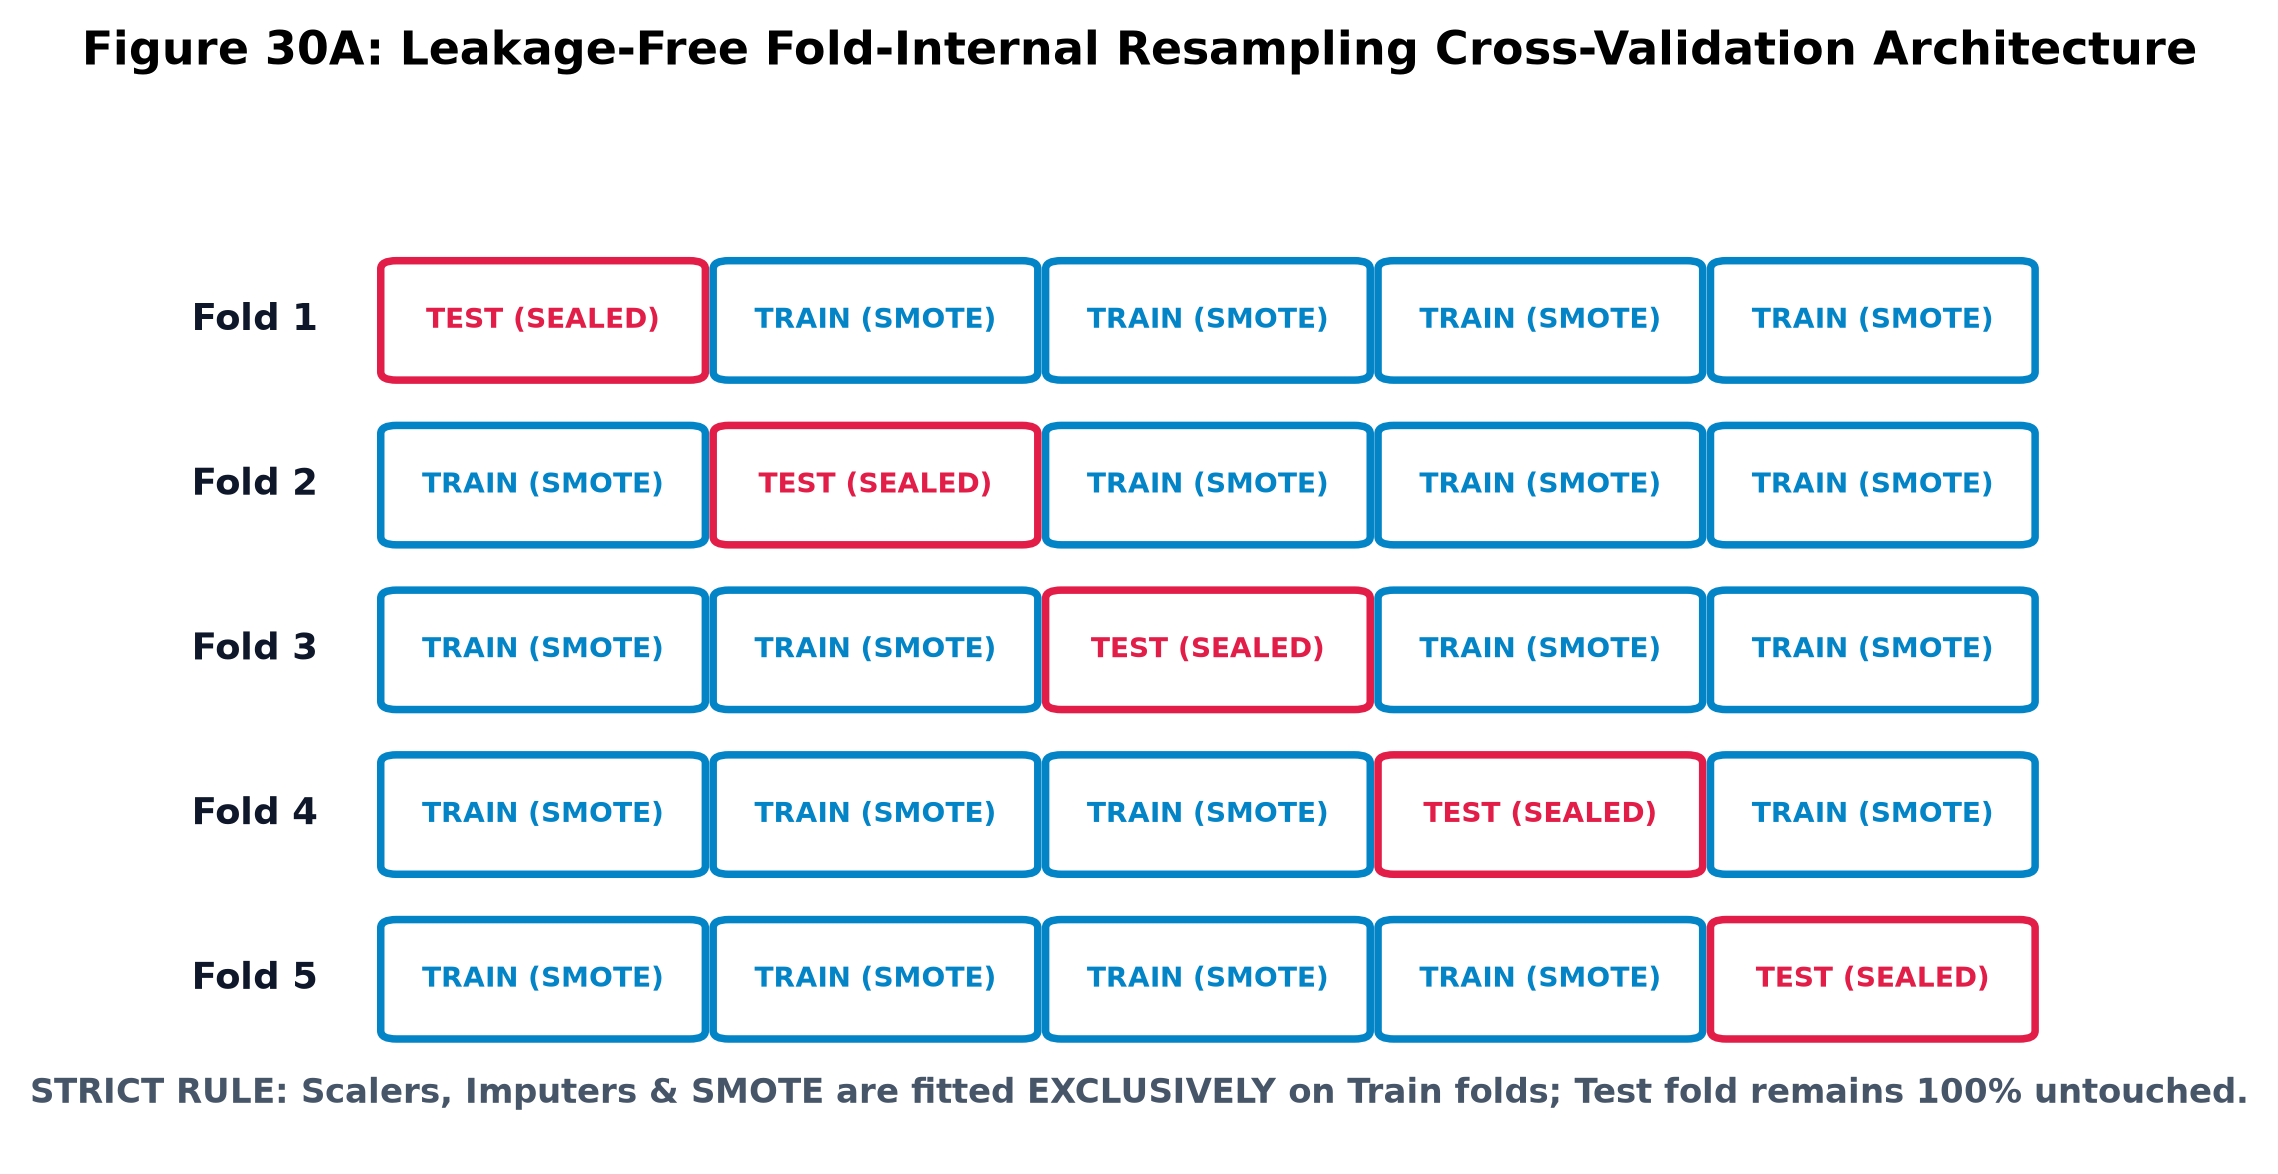 Figure 30A: Leakage-Free Fold-Internal Resampling Cross-Validation Architecture
Fold 1 TEST (SEALED) TRAIN (SMOTE) TRAIN (SMOTE) TRAIN (SMOTE) TRAIN (SMOTE)
Fold 2 TRAIN (SMOTE) TEST (SEALED) TRAIN (SMOTE) TRAIN (SMOTE) TRAIN (SMOTE)
Fold 3 TRAIN (SMOTE) TRAIN (SMOTE) TEST (SEALED) TRAIN (SMOTE) TRAIN (SMOTE)
Fold 4 TRAIN (SMOTE) TRAIN (SMOTE) TRAIN (SMOTE) TEST (SEALED) TRAIN (SMOTE)
Fold 5 TRAIN (SMOTE) TRAIN (SMOTE) TRAIN (SMOTE) TRAIN (SMOTE) TEST (SEALED)
STRICT RULE: Scalers, Imputers & SMOTE are fitted EXCLUSIVELY on Train folds; Test fold remains 100% untouched.